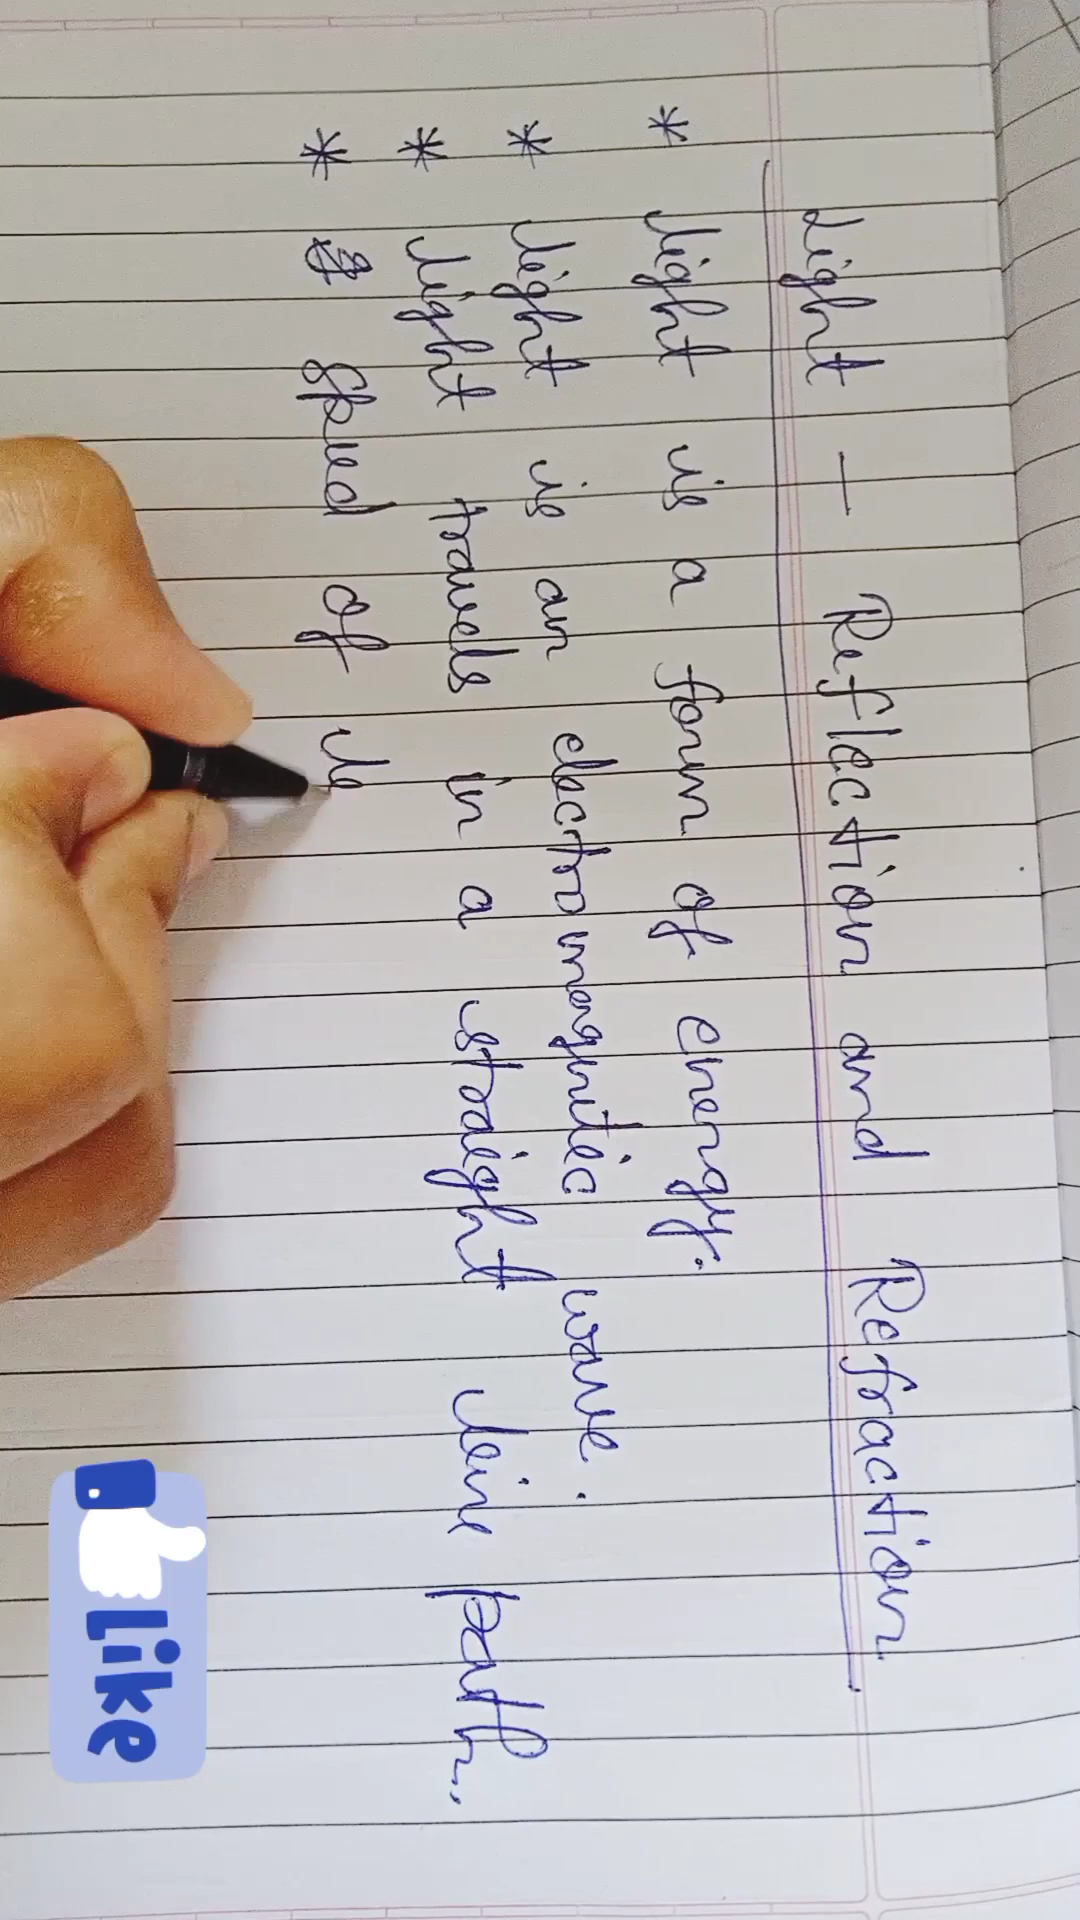 Light — Reflection and Refraction
* light is a form of energy.
* light is an electromagnetic wave.
* light travels in a straight line path.
* Speed of li
Like